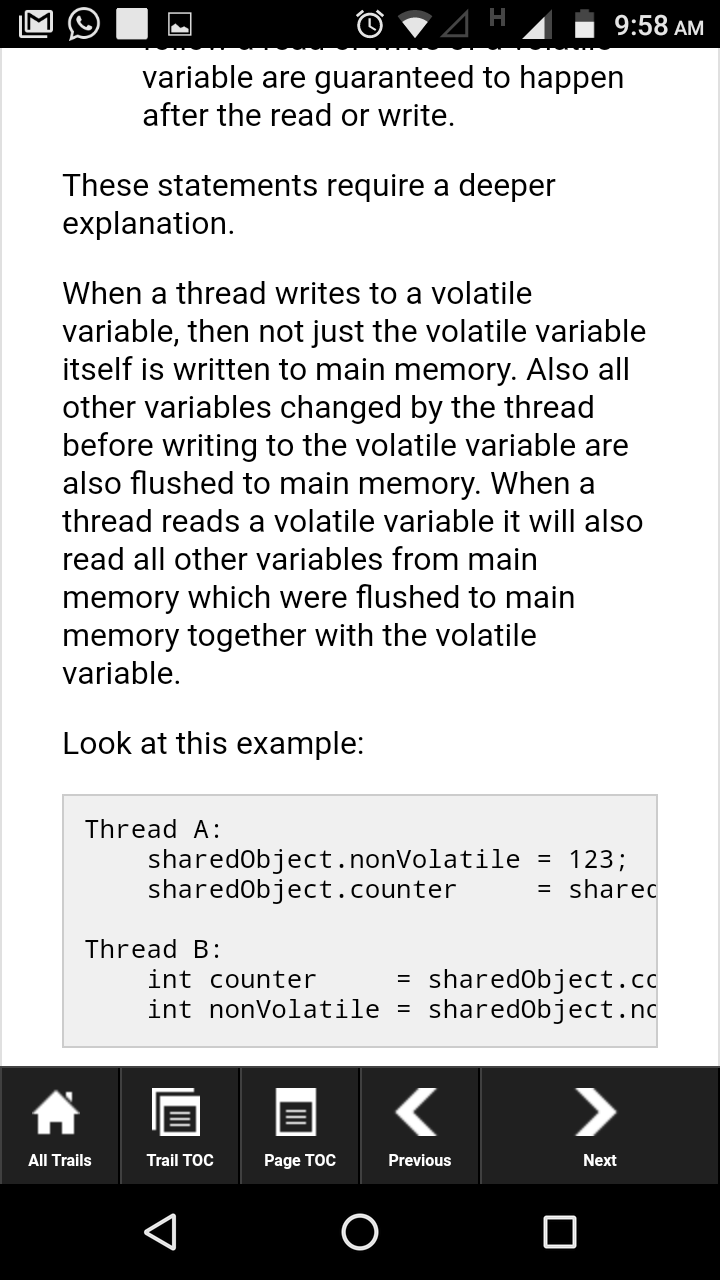 H 9:58 AM
variable are guaranteed to happen
after the read or write.
These statements require a deeper
explanation.
When a thread writes to a volatile
variable, then not just the volatile variable
itself is written to main memory. Also all
other variables changed by the thread
before writing to the volatile variable are
also flushed to main memory. When a
thread reads a volatile variable it will also
read all other variables from main
memory which were flushed to main
memory together with the volatile
variable.
Look at this example:
Thread A:
sharedObject.nonVolatile = 123;
sharedObject.counter = shared
Thread B:
int counter = sharedObject.co
int nonVolatile = sharedObject.no
All Trails Trail TOC Page TOC Previous Next